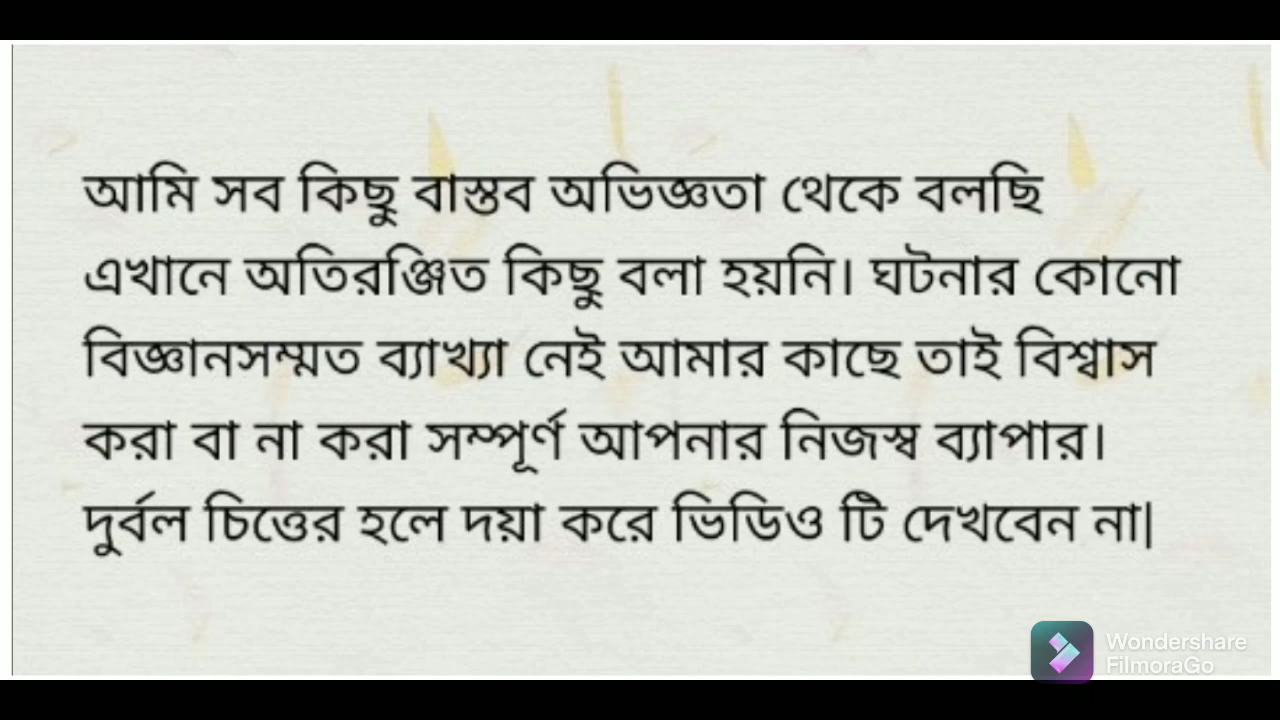 আমি সব কিছু বাস্তব অভিজ্ঞতা থেকে বলছি
এখানে অতিরঞ্জিত কিছু বলা হয়নি। ঘটনার কোনো
বিজ্ঞানসম্মত ব্যাখ্যা নেই আমার কাছে তাই বিশ্বাস
করা বা না করা সম্পূর্ণ আপনার নিজস্ব ব্যাপার।
দুর্বল চিত্তের হলে দয়া করে ভিডিও টি দেখবেন না|
Wondershare
FilmoraGo